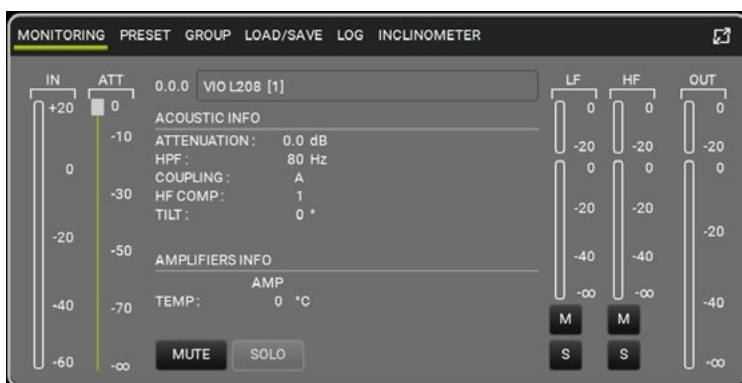 MONITORING PRESET GROUP LOAD/SAVE LOG INCLINOMETER
IN ATT
+20
0
-20
-40
-60
0
-10
-30
-50
-70
-∞
0.0.0 VIO L208 [1]
ACOUSTIC INFO
ATTENUATION : 0.0 dB
HPF : 80 Hz
COUPLING : A
HF COMP : 1
TILT : 0 °
AMPLIFIERS INFO
AMP
TEMP : 0 °C
MUTE SOLO
LF HF OUT
0 0 0
-20 -20 -20
0 0 0
-20 -20
-20
-40 -40
-∞ -∞
-40
M M
S S
-∞